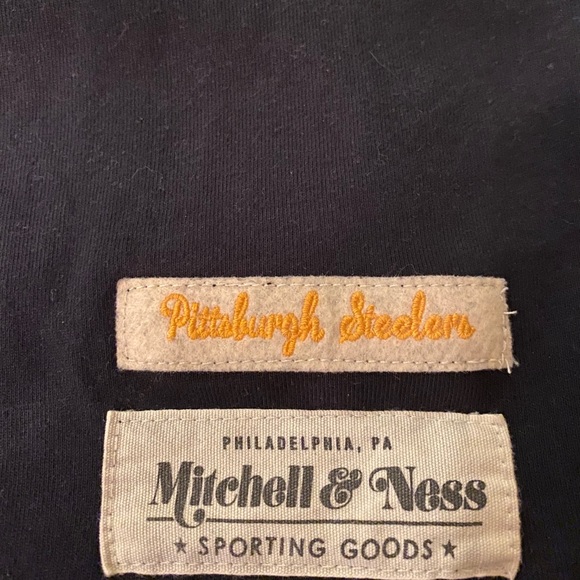 Pittsburgh Steelers
PHILADELPHIA, PA
Mitchell & Ness
★ SPORTING GOODS ★